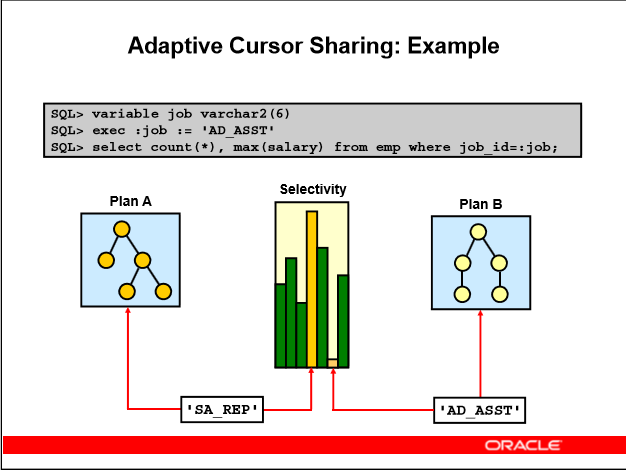 Adaptive Cursor Sharing: Example
SQL> variable job varchar2(6)
SQL> exec :job := 'AD_ASST'
SQL> select count(*), max(salary) from emp where job_id=:job;
Selectivity
Plan A
Plan B
'SA_REP'
'AD_ASST'
ORACLE